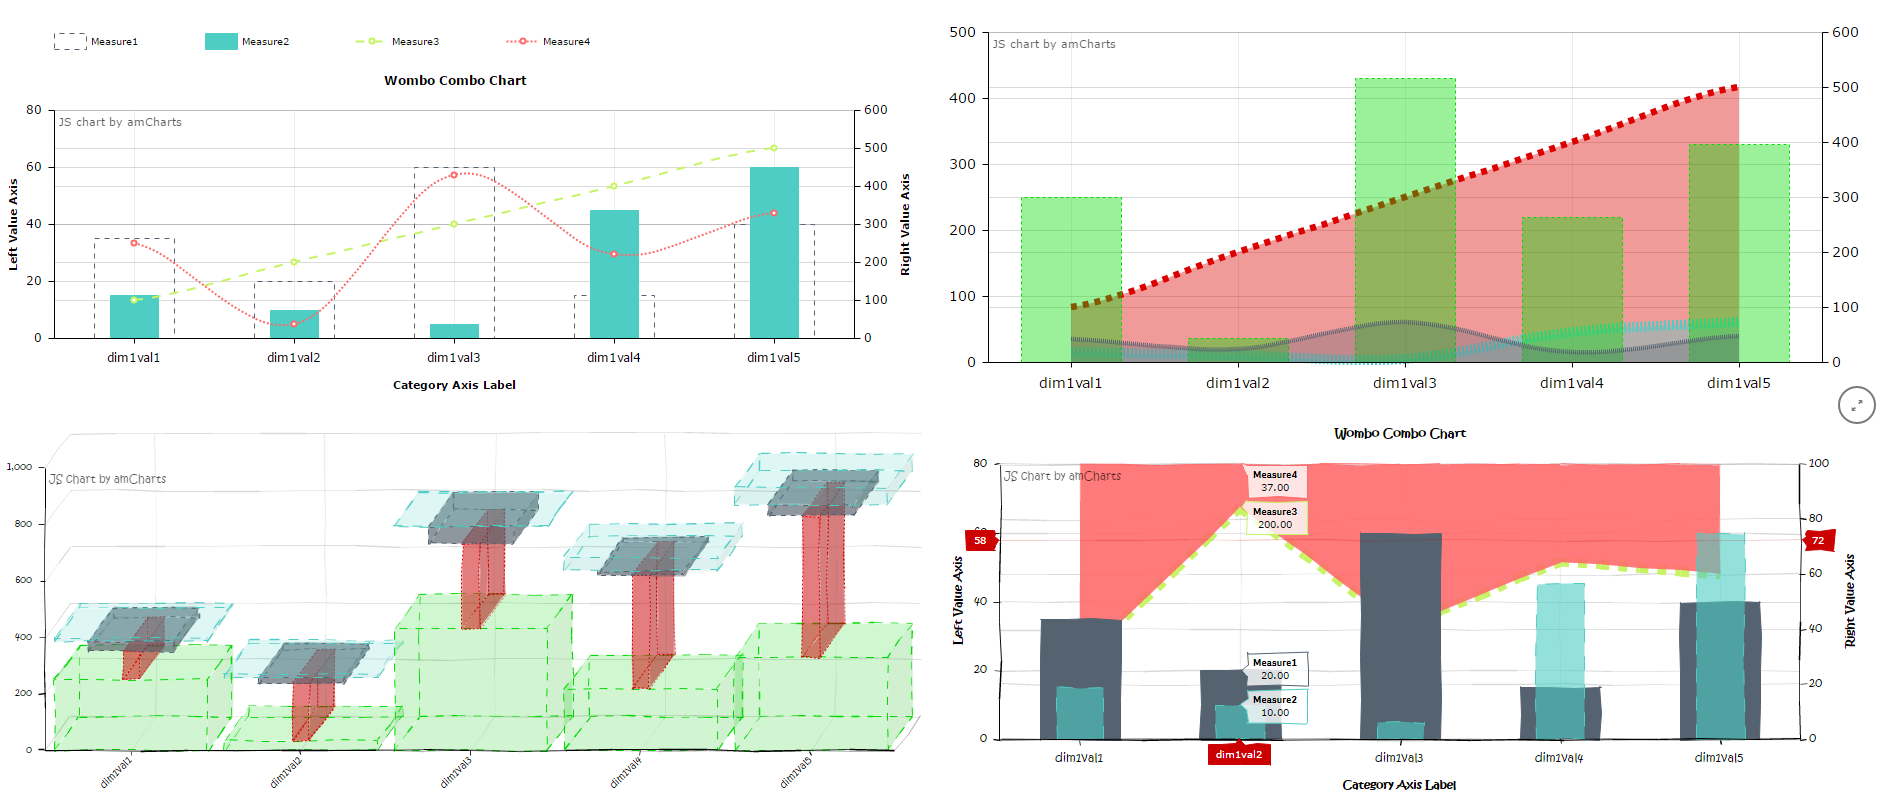 Measure1 Measure2 Measure3 Measure4
Wombo Combo Chart
80
60
40
20
0
Left Value Axis
JS chart by amCharts
600
500
400
300
200
100
0
Right Value Axis
dim1val1 dim1val2 dim1val3 dim1val4 dim1val5
Category Axis Label
500
400
300
200
100
0
JS chart by amCharts
600
500
400
300
200
100
0
dim1val1 dim1val2 dim1val3 dim1val4 dim1val5
1,000
800
600
400
200
0
JS chart by amCharts
dim1val1 dim1val2 dim1val3 dim1val4 dim1val5
Wombo Combo Chart
80
58
40
20
0
Left Value Axis
JS chart by amCharts
Measure4
37.00
Measure3
200.00
Measure1
20.00
Measure2
10.00
100
80
72
60
40
20
0
Right Value Axis
dim1val1 dim1val2 dim1val3 dim1val4 dim1val5
Category Axis Label